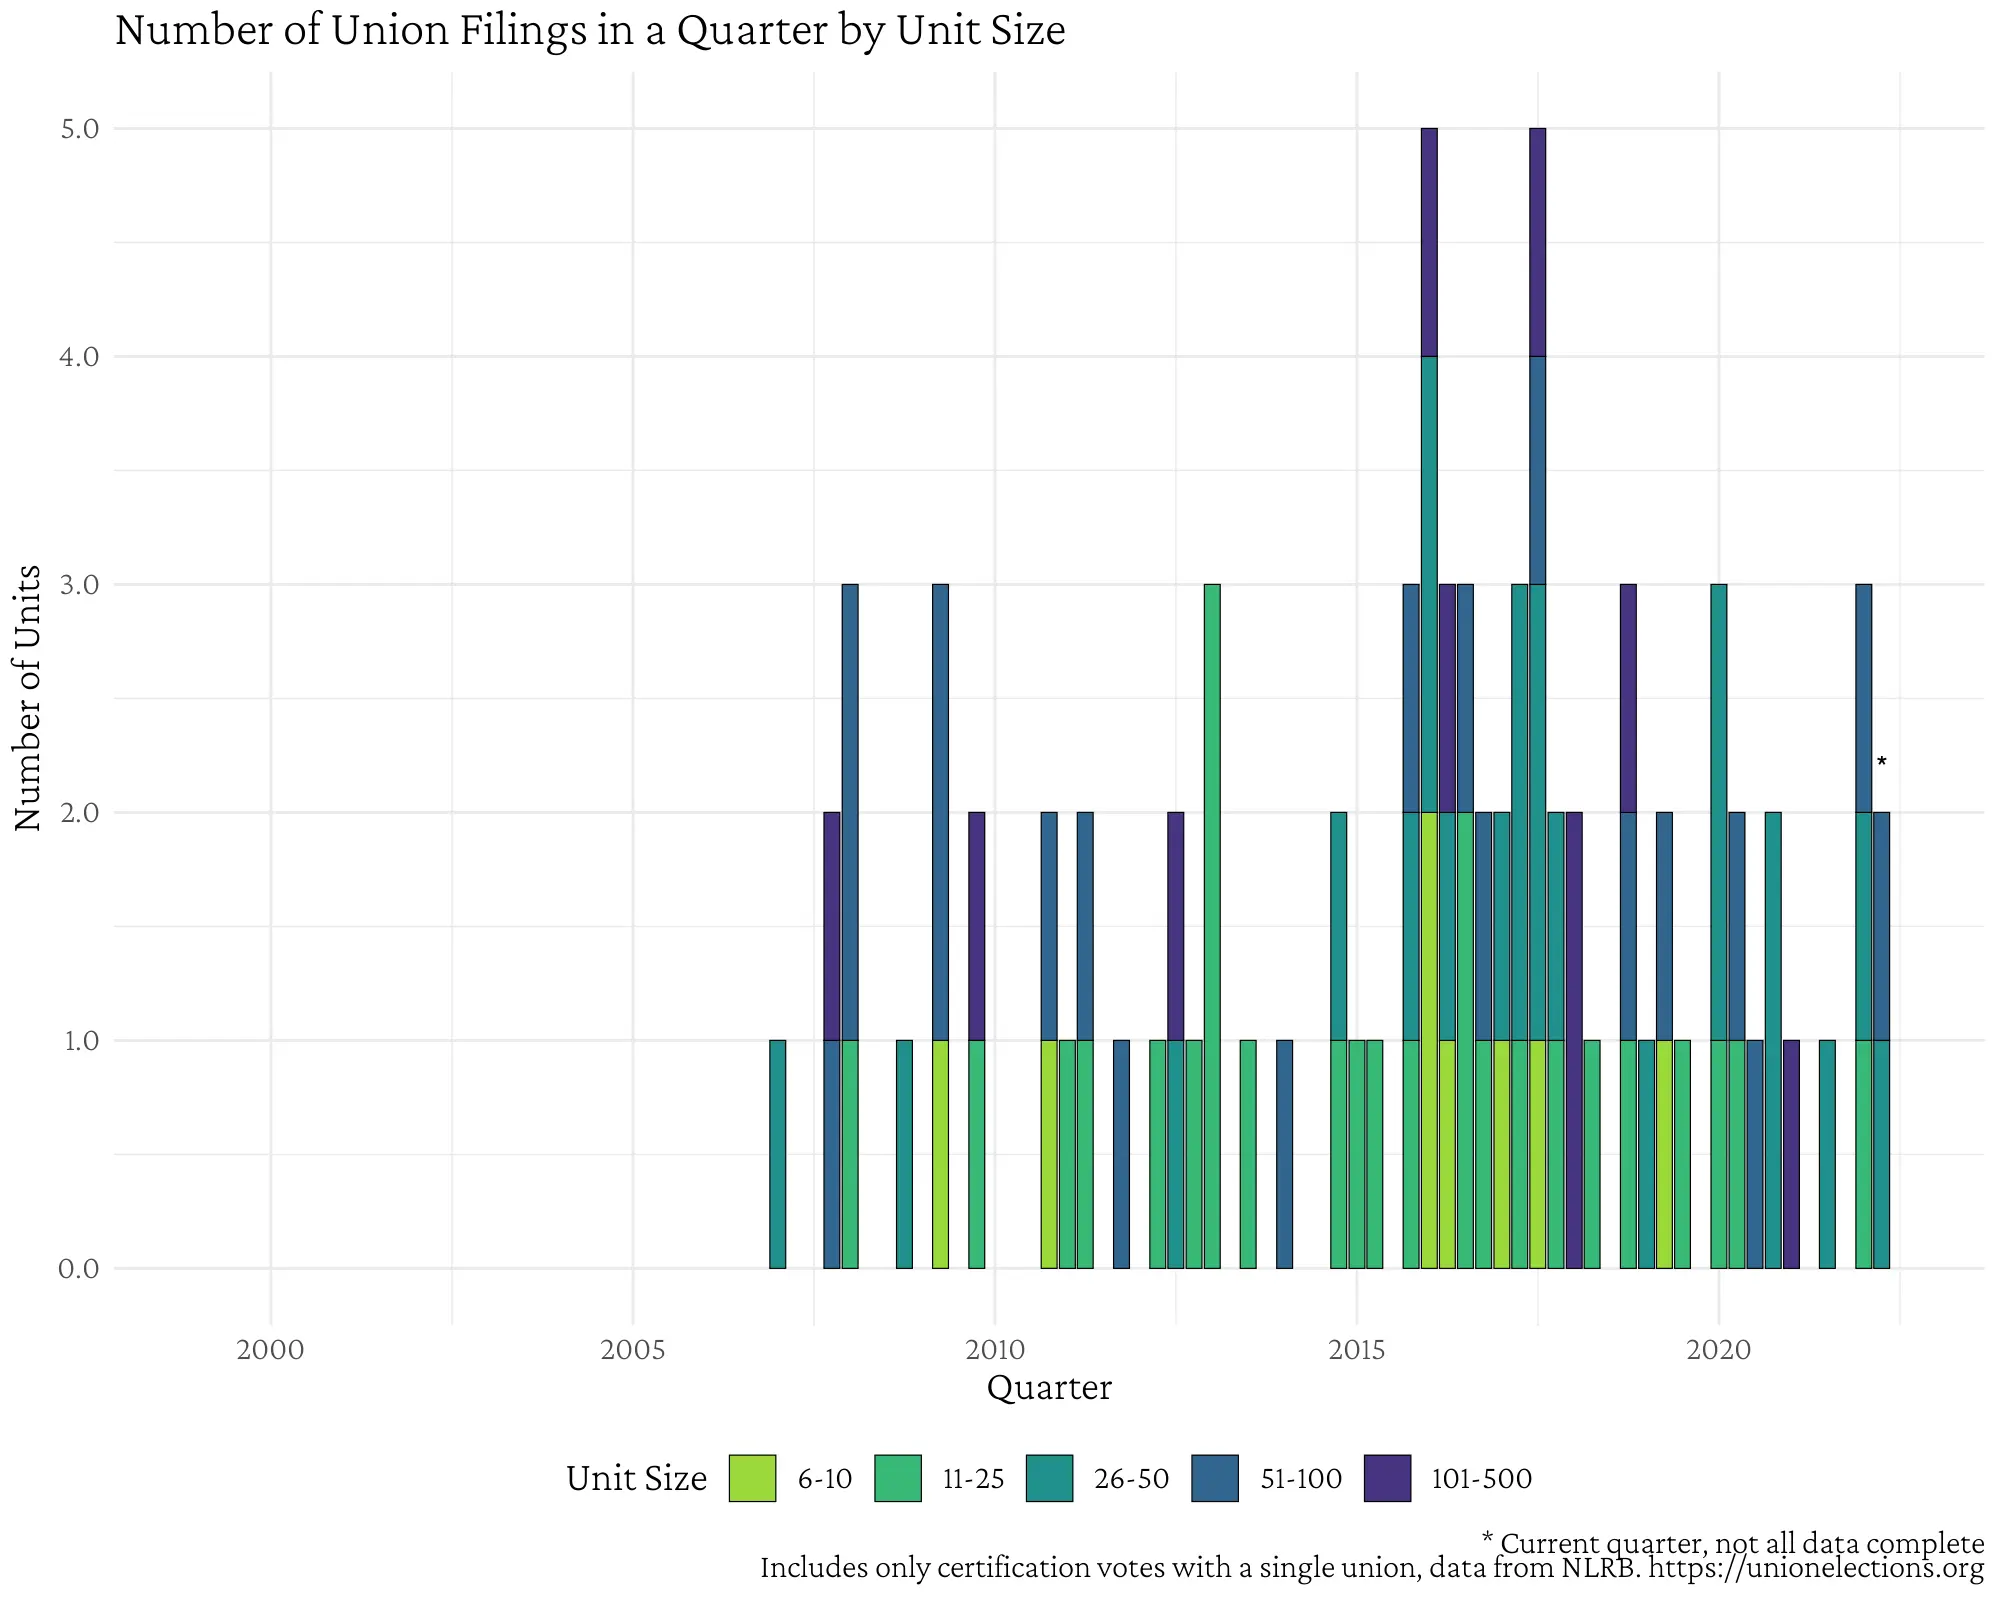 Number of Union Filings in a Quarter by Unit Size
5.0
4.0
3.0
2.0
1.0
0.0
Number of Units
*
2000 2005 2010 2015 2020
Quarter
Unit Size 6-10 11-25 26-50 51-100 101-500
* Current quarter, not all data complete
Includes only certification votes with a single union, data from NLRB. https://unionelections.org